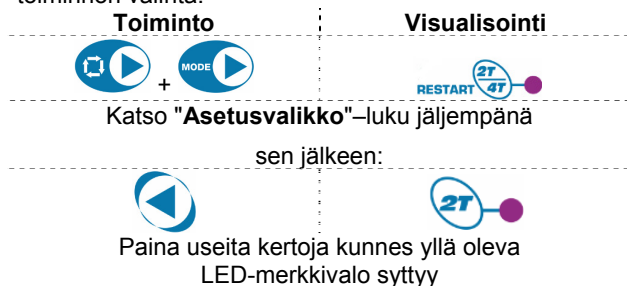 toiminnon valinta.
Toiminto Visualisointi
MODE
+
RESTART 2T
4T
Katso "Asetusvalikko"–luku jäljempänä
sen jälkeen:
2T
Paina useita kertoja kunnes yllä oleva
LED-merkkivalo syttyy